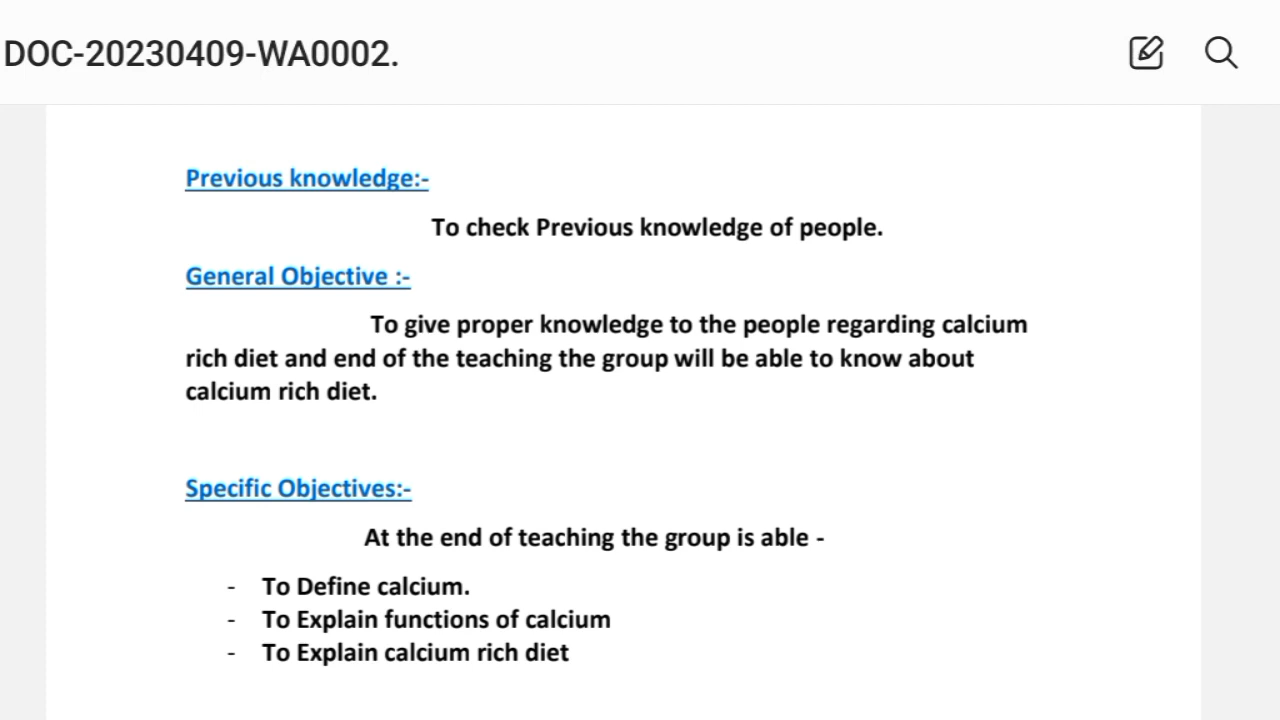 DOC-20230409-WA0002.
Previous knowledge:-
To check Previous knowledge of people.
General Objective :-
To give proper knowledge to the people regarding calcium
rich diet and end of the teaching the group will be able to know about
calcium rich diet.
Specific Objectives:-
At the end of teaching the group is able -
- To Define calcium.
- To Explain functions of calcium
- To Explain calcium rich diet